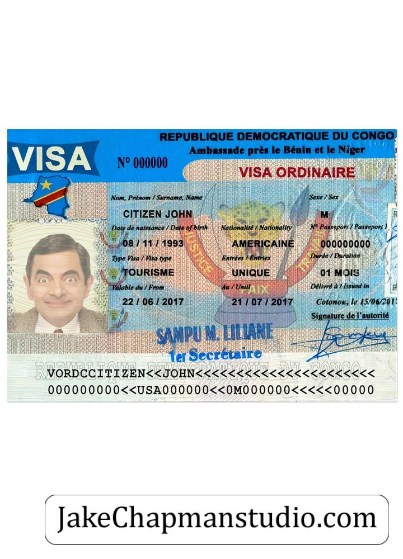 REPUBLIQUE DEMOCRATIQUE DU CONGO
Ambassade près le Bénin et le Niger
VISA
N° 000000
VISA ORDINAIRE
Nom, Prénom / Surname, Name
Sexe / Sex
CITIZEN JOHN
M
Date de naissance / Date of birth
Nationalité / Nationality
N° Passeport / Passeport
08 / 11 / 1993
AMERICAINE
000000000
Type Visa / Visa type
Entrées / Entries
Durée / Duration
TOURISME
UNIQUE
01 MOIS
Valable du / From
du / Until
Délivré à / Issued in
22 / 06 / 2017
21 / 07 / 2017
Cotonou, le 15/06/
Signature de l'autorité
JUSTICE
PAIX
TRAVAIL
SAMPU M. LILIANE
1er Secrétaire
VORDCCITIZEN<<JOHN<<<<<<<<<<<<<<<<<<<<<<<<
000000000<<USA000000<<0M000000<<<<<00000
JakeChapmanstudio.com